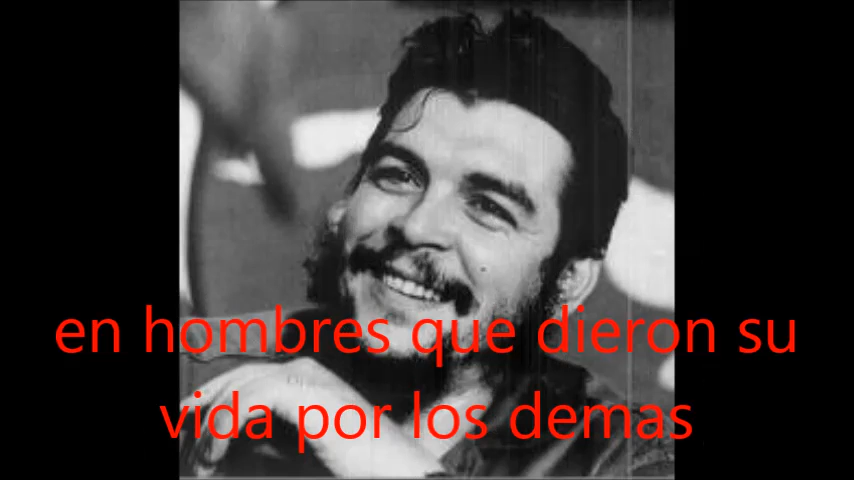 en hombres que dieron su
vida por los demas